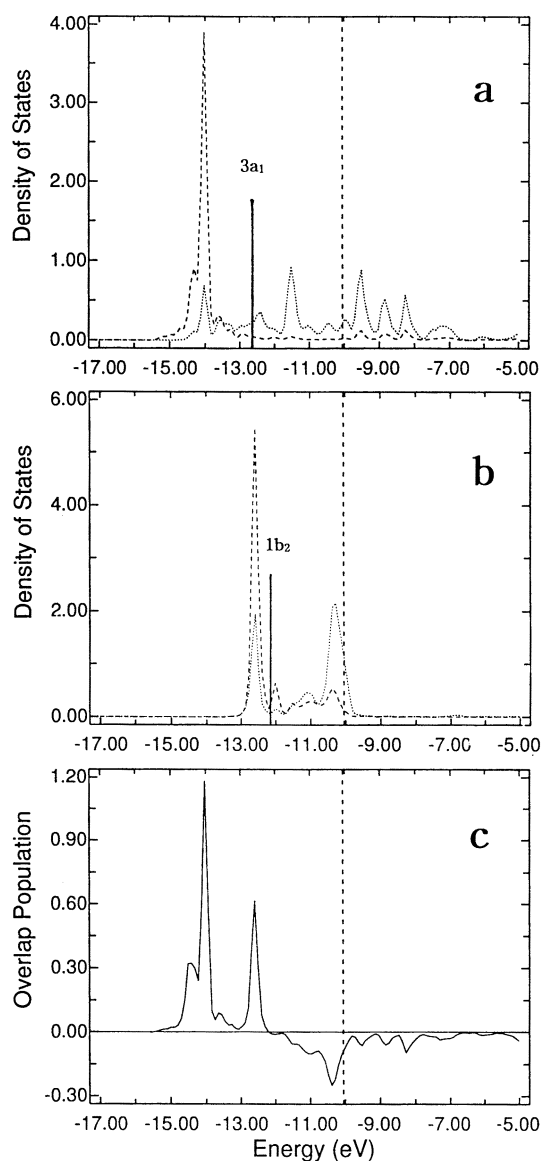 4.00
3.00
2.00
1.00
0.00
Density of States
a
3a₁
-17.00 -15.00 -13.00 -11.00 -9.00 -7.00 -5.00
6.00
4.00
2.00
0.00
Density of States
b
1b₂
-17.00 -15.00 -13.00 -11.00 -9.00 -7.00 -5.00
1.20
0.90
0.60
0.30
0.00
-0.30
Overlap Population
c
-17.00 -15.00 -13.00 -11.00 -9.00 -7.00 -5.00
Energy (eV)